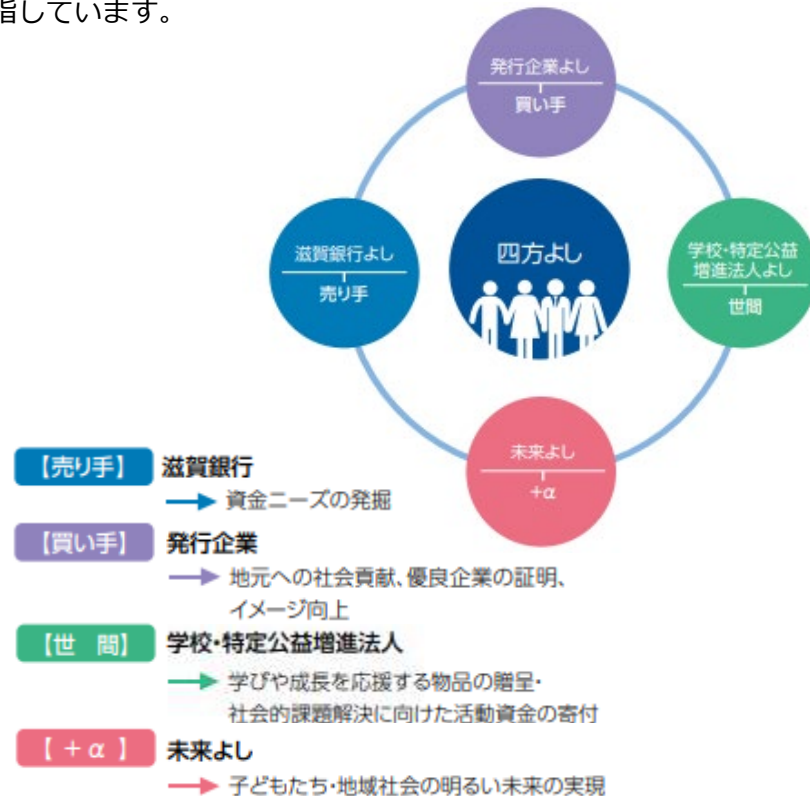 指しています。
発行企業よし
買い手
滋賀銀行よし
売り手
四方よし
学校・特定公益
増進法人よし
世間
未来よし
+α
【売り手】 滋賀銀行
資金ニーズの発掘
【買い手】 発行企業
地元への社会貢献、優良企業の証明、
イメージ向上
【世　間】 学校・特定公益増進法人
学びや成長を応援する物品の贈呈・
社会的課題解決に向けた活動資金の寄付
【 +α 】 未来よし
子どもたち・地域社会の明るい未来の実現